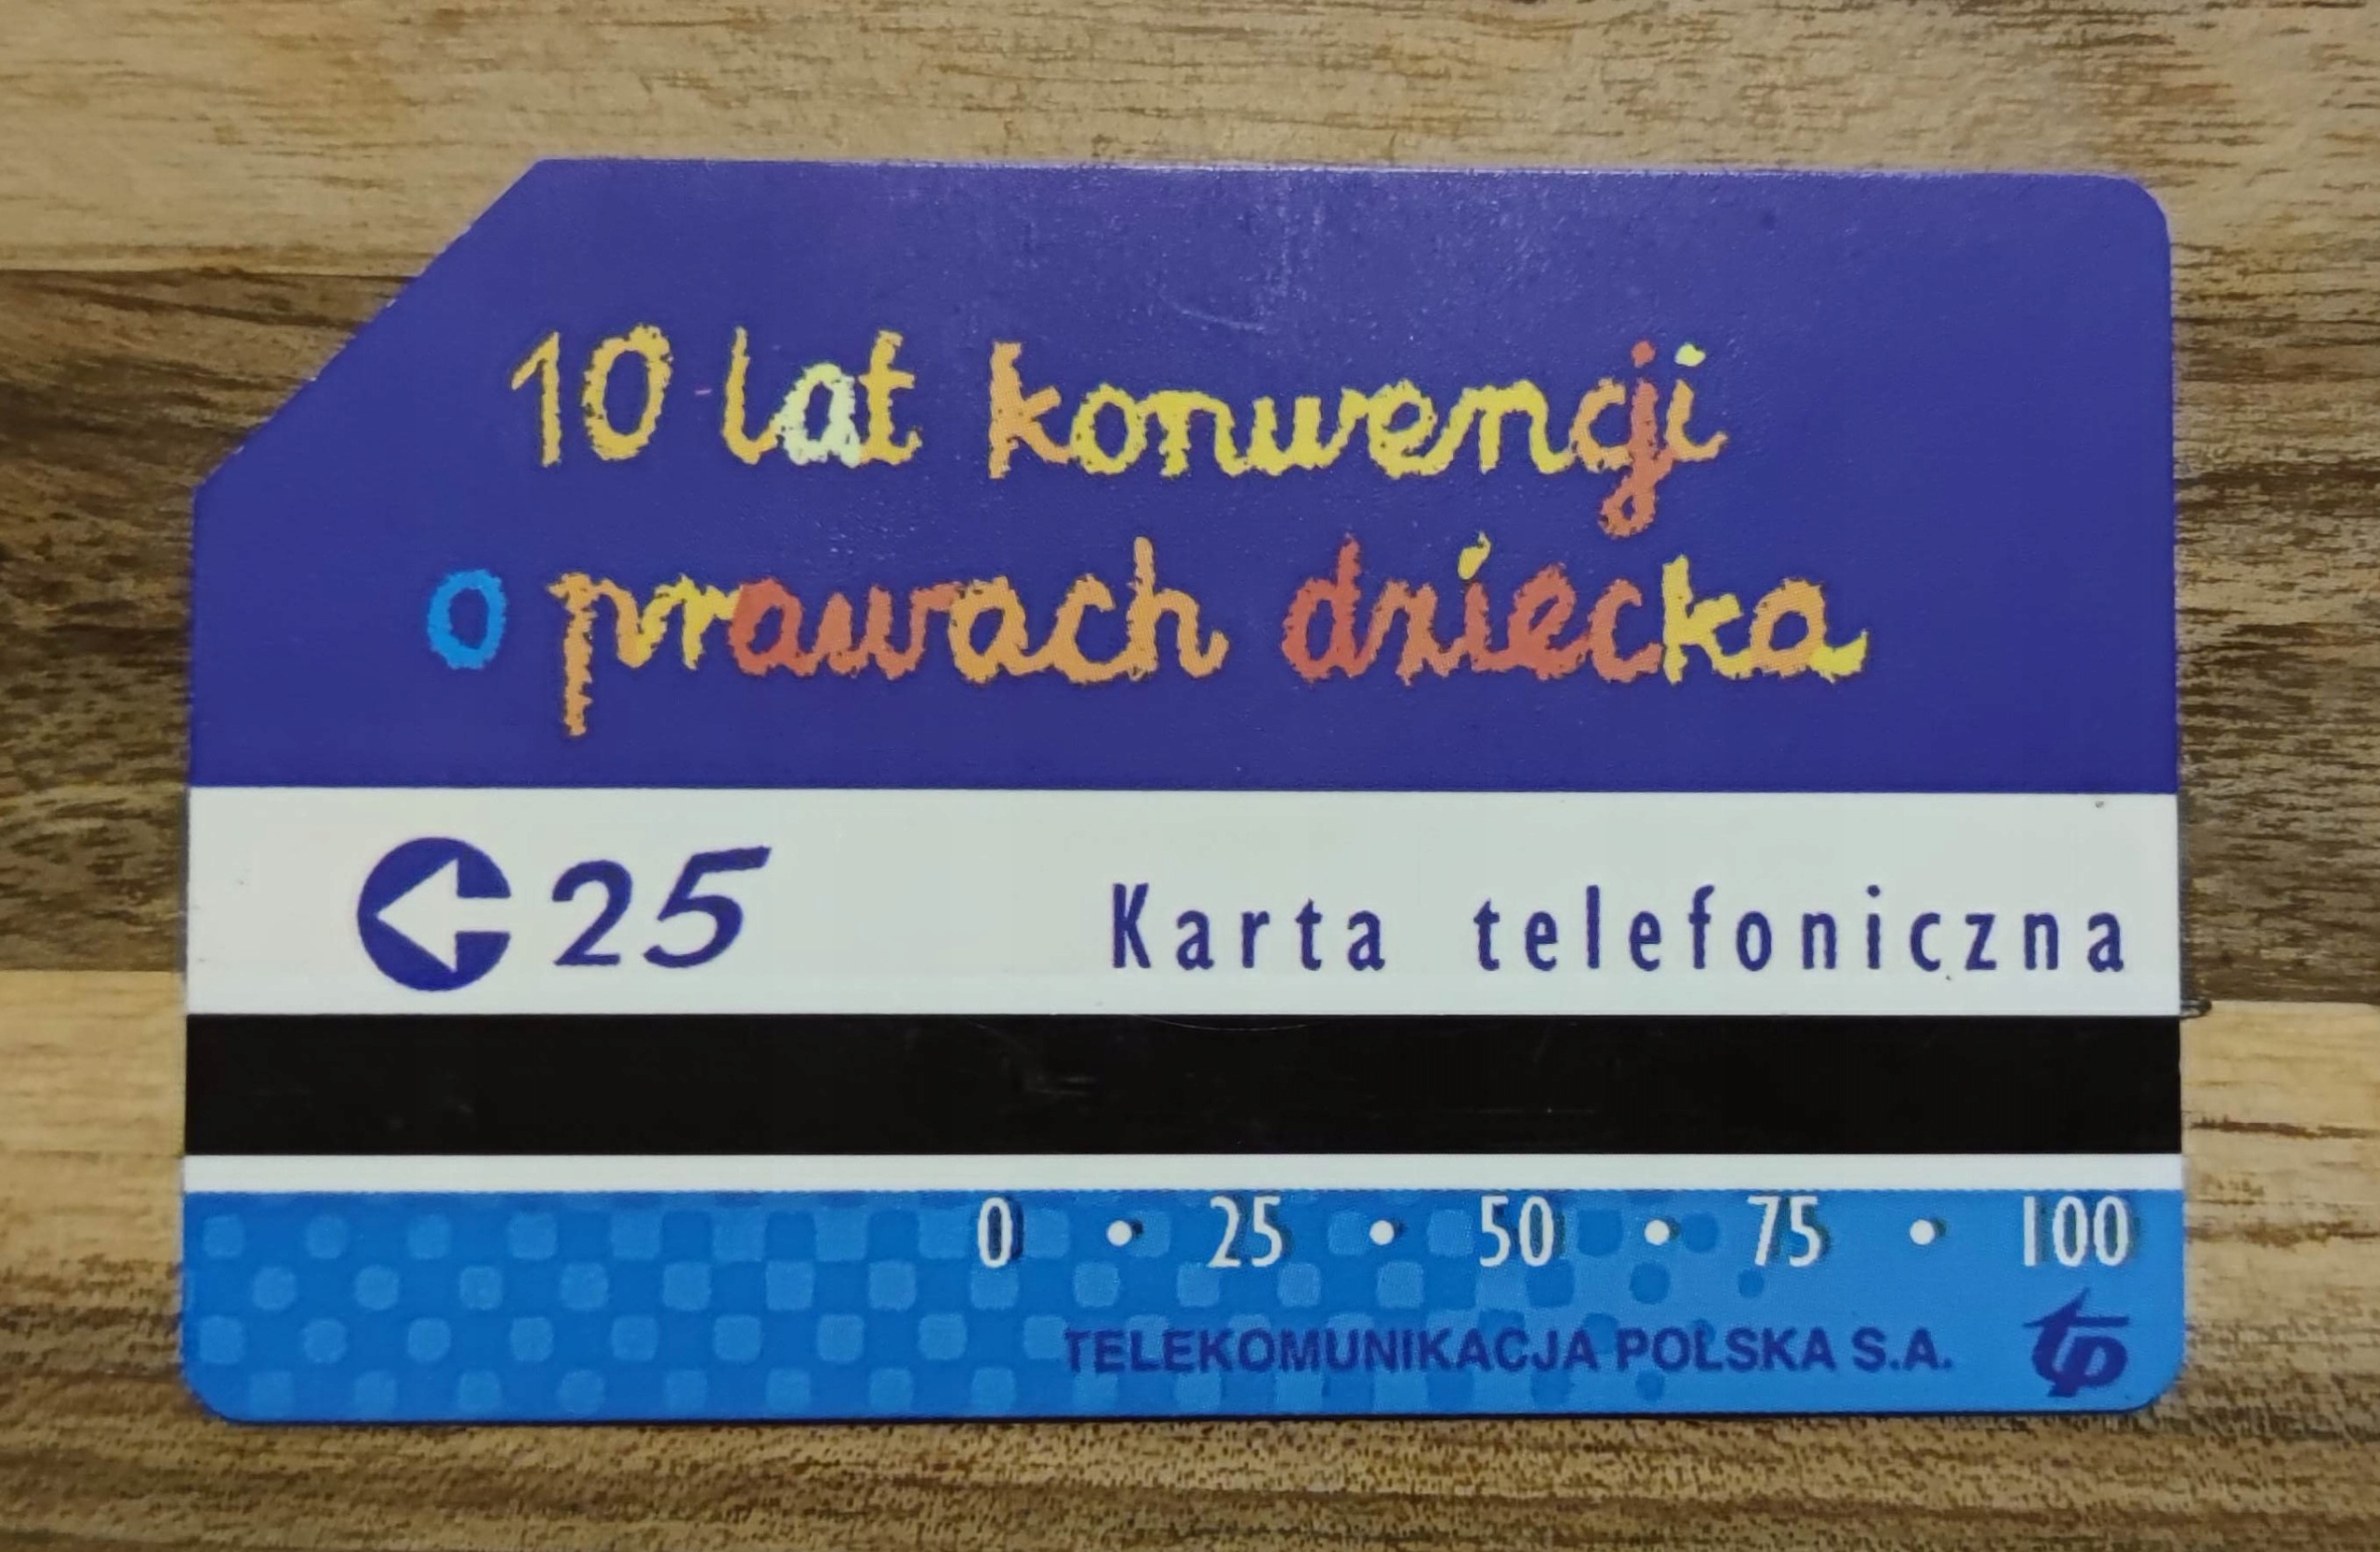 10 lat konwencji
o prawach dziecka
25 Karta telefoniczna
0 • 25 • 50 • 75 • 100
TELEKOMUNIKACJA POLSKA S.A. tp